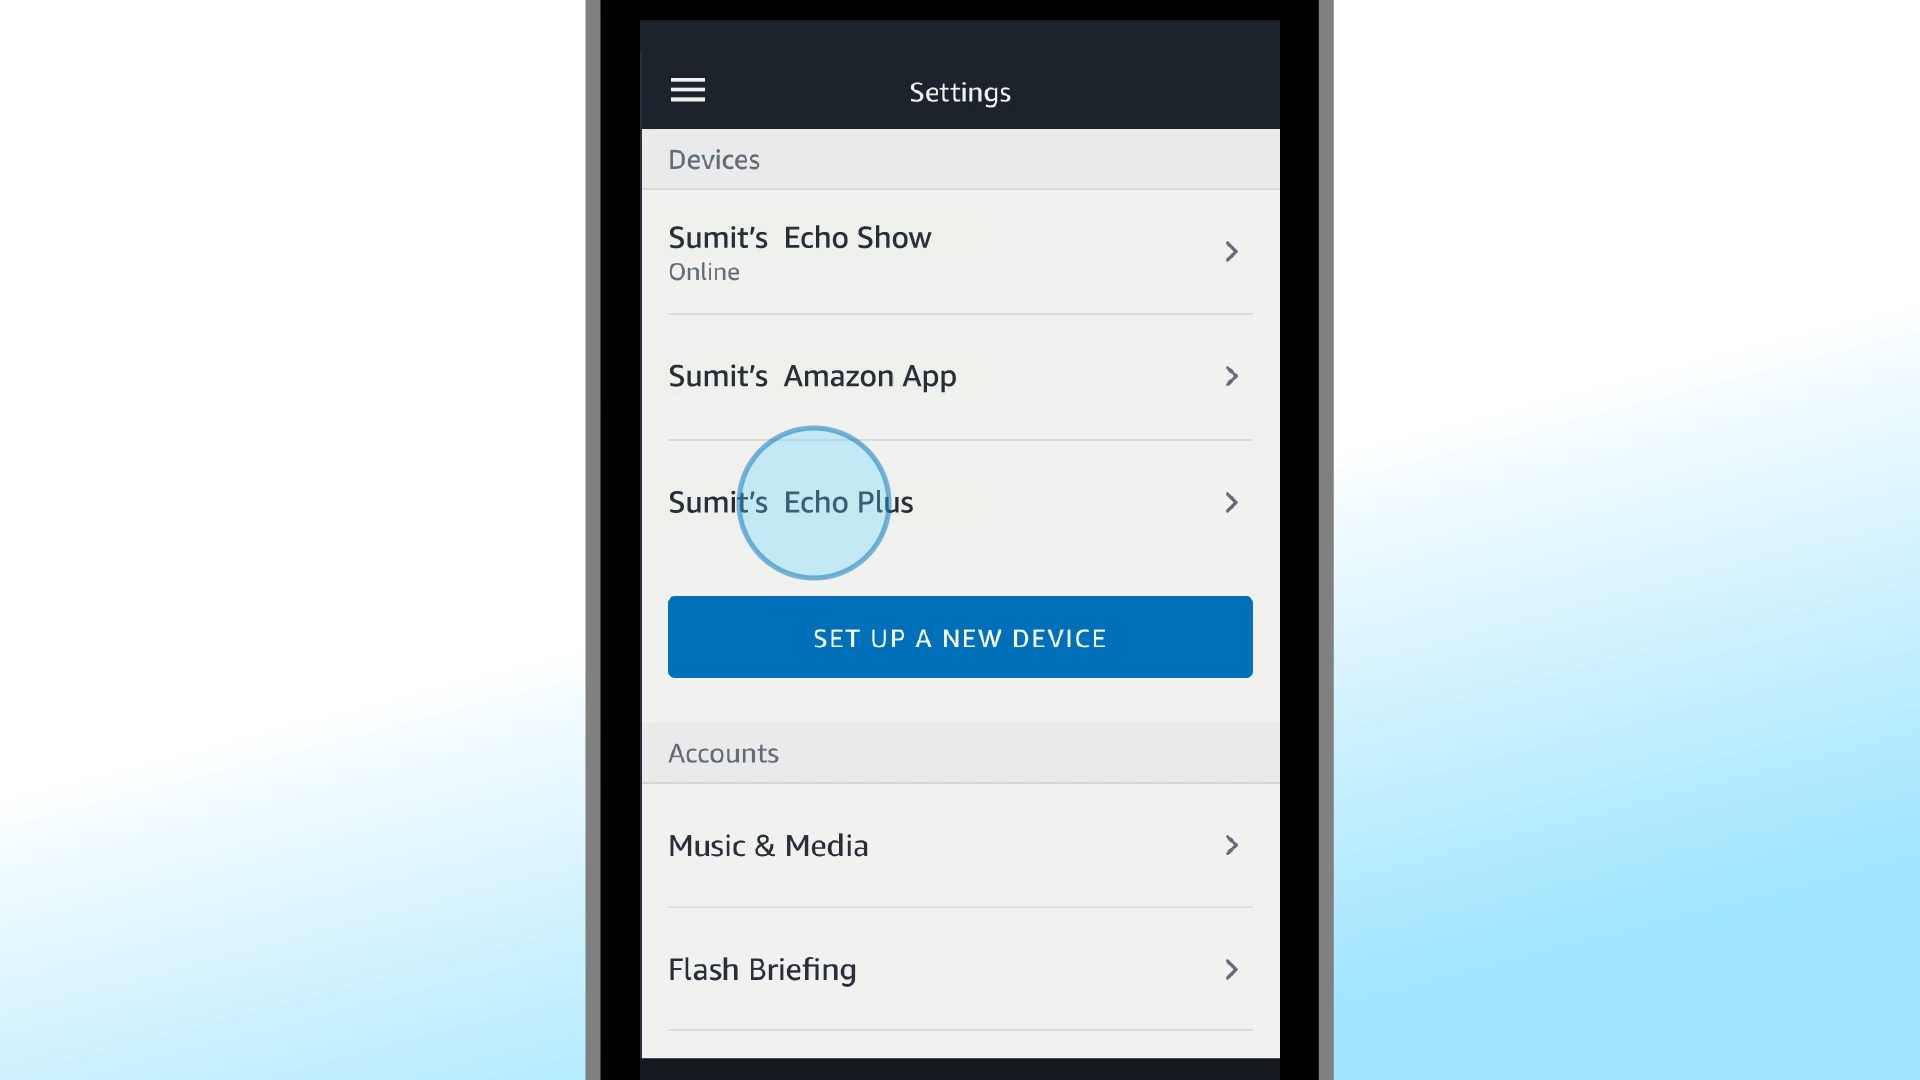 Settings
Devices
Sumit's Echo Show
Online
Sumit's Amazon App
Sumit's Echo Plus
SET UP A NEW DEVICE
Accounts
Music & Media
Flash Briefing